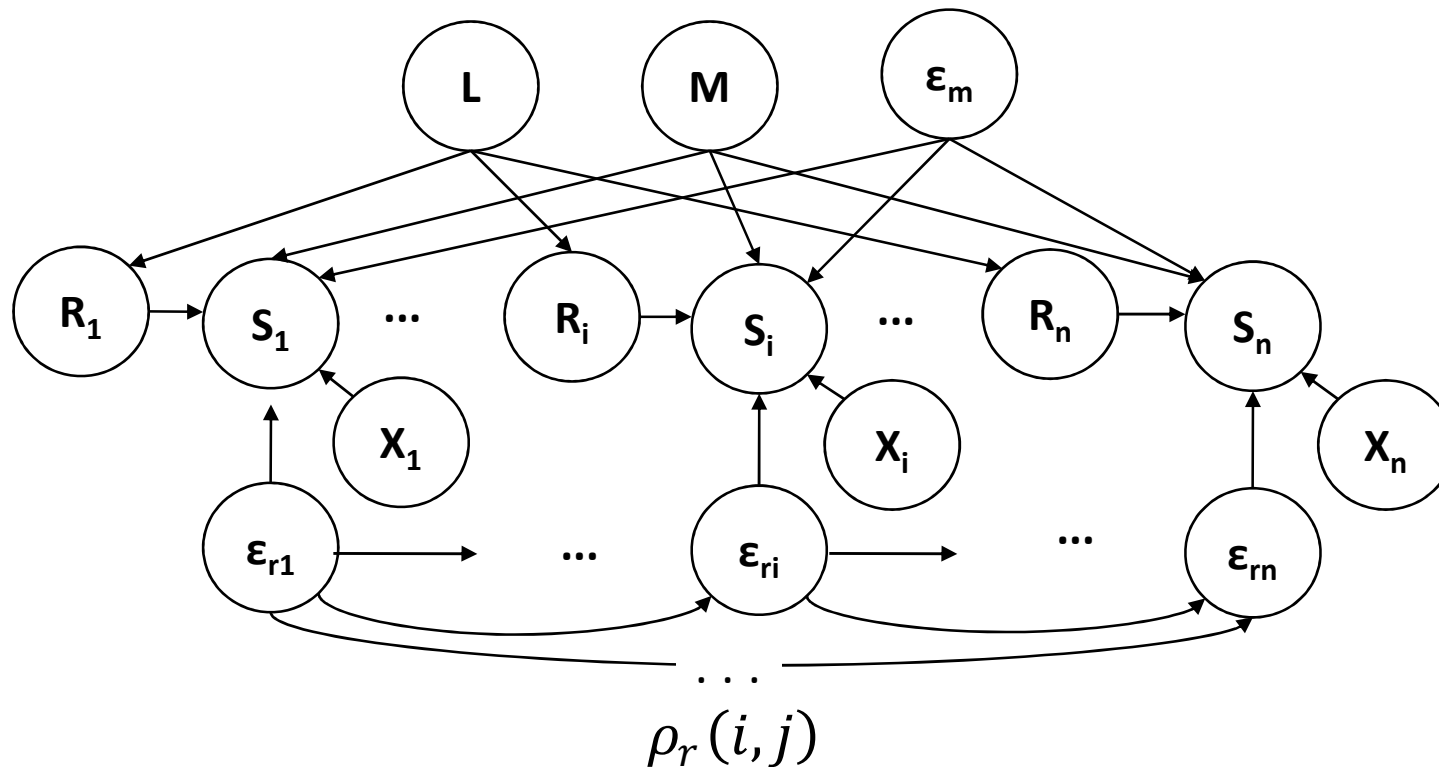 L M εm
R1 S1 ... Ri Si ... Rn Sn
X1 Xi Xn
εr1 ... εri ... εrn
. . .
ρr(i,j)